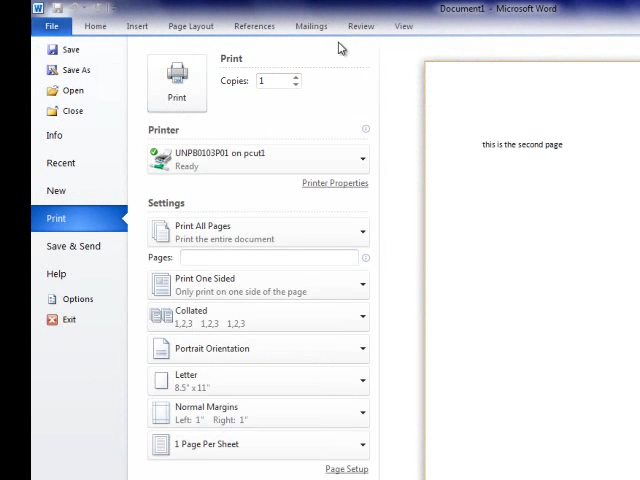 Document1 - Microsoft Word
File Home Insert Page Layout References Mailings Review View
Save
Save As
Open
Close
Info
Recent
New
Print
Save & Send
Help
Options
Exit
Print
Print
Copies: 1
Printer
UNPB0103P01 on pcut1
Ready
Printer Properties
Settings
Print All Pages
Print the entire document
Pages:
Print One Sided
Only print on one side of the page
Collated
1,2,3 1,2,3 1,2,3
Portrait Orientation
Letter
8.5" x 11"
Normal Margins
Left: 1" Right: 1"
1 Page Per Sheet
Page Setup
this is the second page